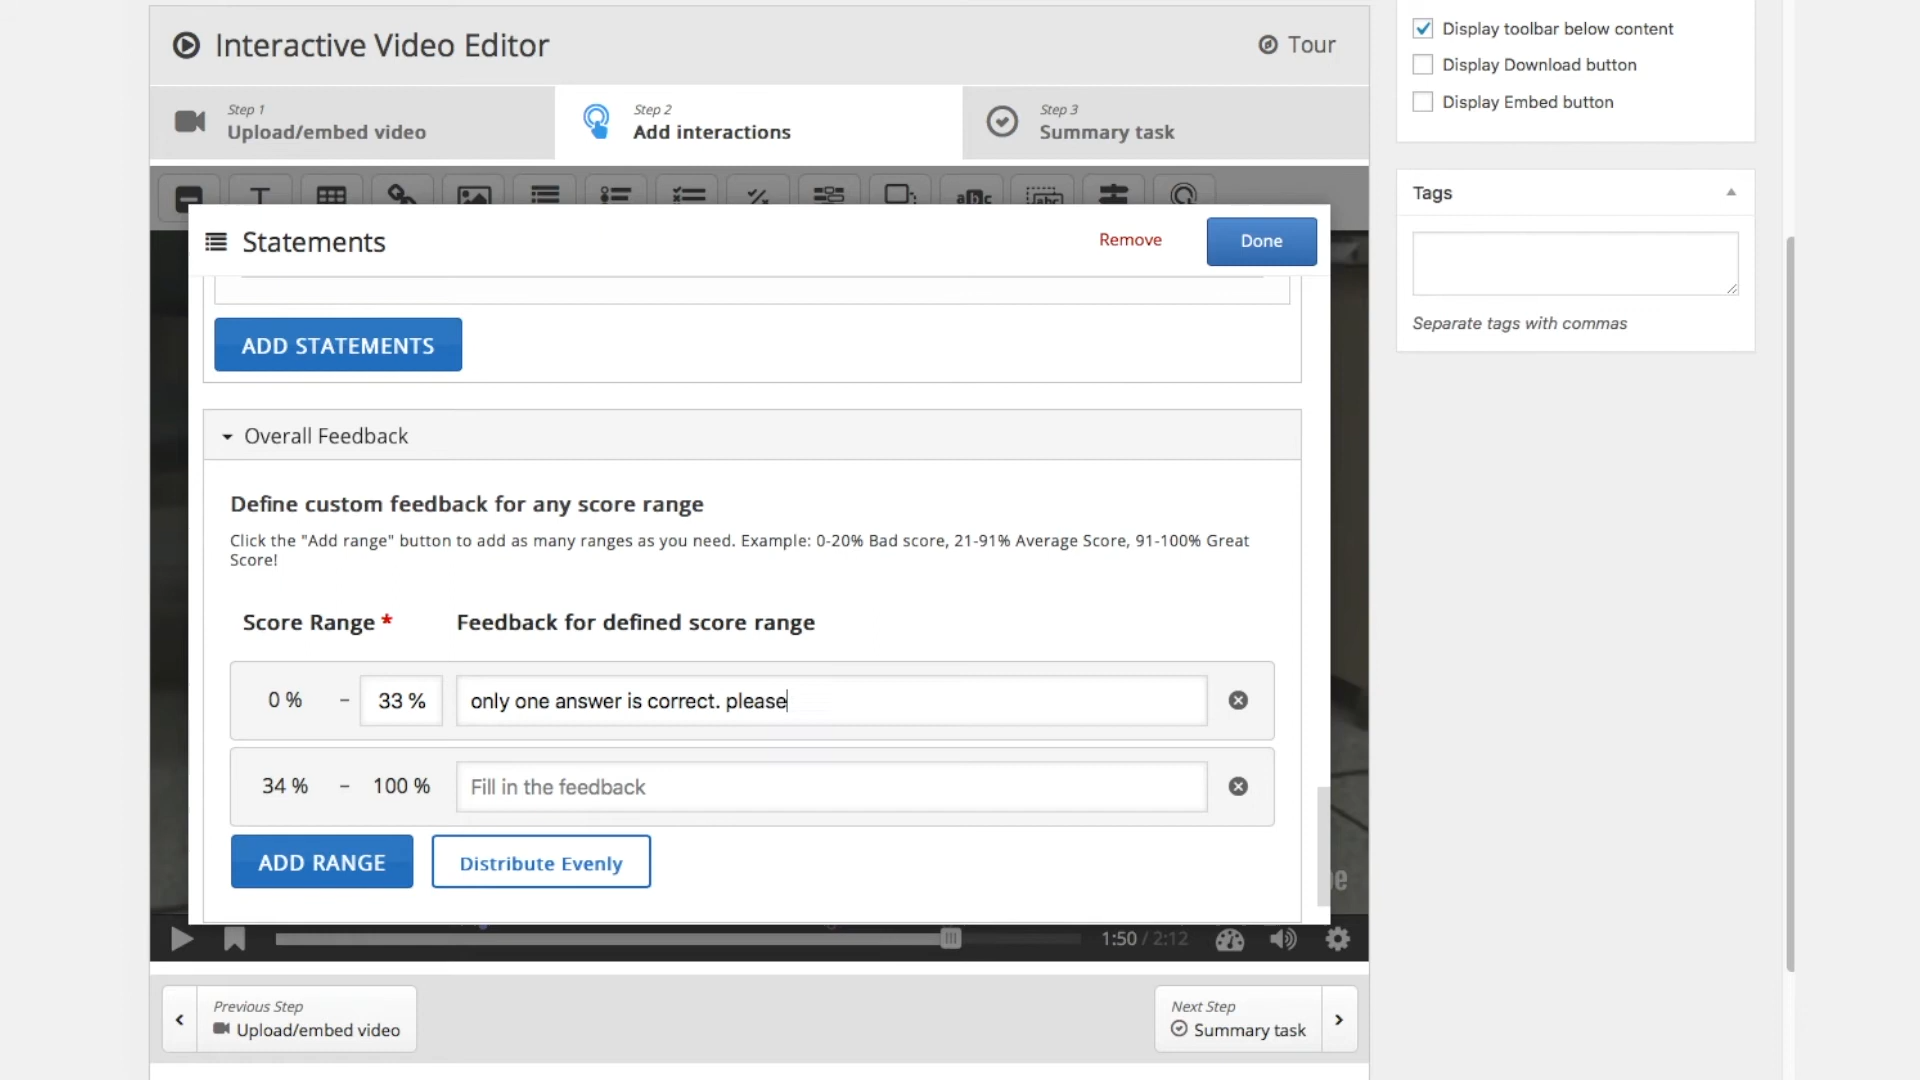 Interactive Video Editor
Tour
Step 1
Upload/embed video
Step 2
Add interactions
Step 3
Summary task
T
abc
abc
Statements
Remove
Done
ADD STATEMENTS
Overall Feedback
Define custom feedback for any score range
Click the "Add range" button to add as many ranges as you need. Example: 0-20% Bad score, 21-91% Average Score, 91-100% Great
Score!
Score Range *
Feedback for defined score range
0 % – 33 % only one answer is correct. please
34 % – 100 % Fill in the feedback
ADD RANGE
Distribute Evenly
1:50 / 2:12
Previous Step
Upload/embed video
Next Step
Summary task
Display toolbar below content
Display Download button
Display Embed button
Tags
Separate tags with commas